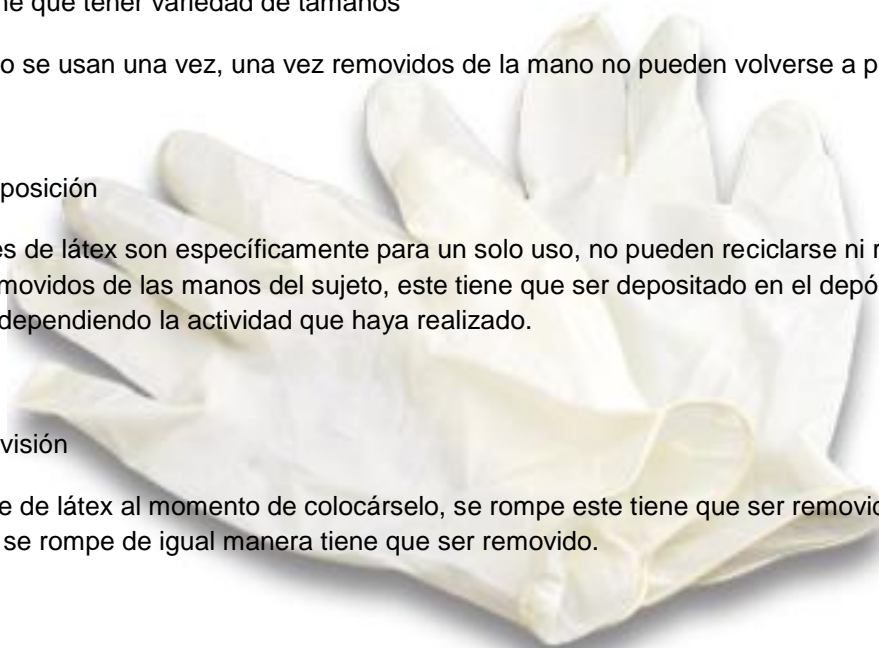 ne que tener variedad de tamaños
o se usan una vez, una vez removidos de la mano no pueden volverse a p
posición
es de látex son específicamente para un solo uso, no pueden reciclarse ni r
movidos de las manos del sujeto, este tiene que ser depositado en el depó
dependiendo la actividad que haya realizado.
visión
e de látex al momento de colocárselo, se rompe este tiene que ser removid
se rompe de igual manera tiene que ser removido.